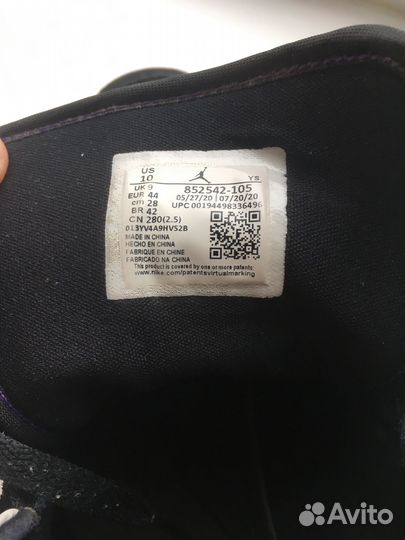 US
10
YS
UK 9
852542-105
EUR 44
05/27/20 07/20/20
cm 28
UPC 00194498336496
BR 42
CN 280(2.5)
013YV4A9HVS2B
MADE IN CHINA
HECHO EN CHINA
FABRIQUE EN CHINE
FABRICADO NA CHINA
This product is covered by one or more patents. See
www.nike.com/patentsvirtualmarking
Avito